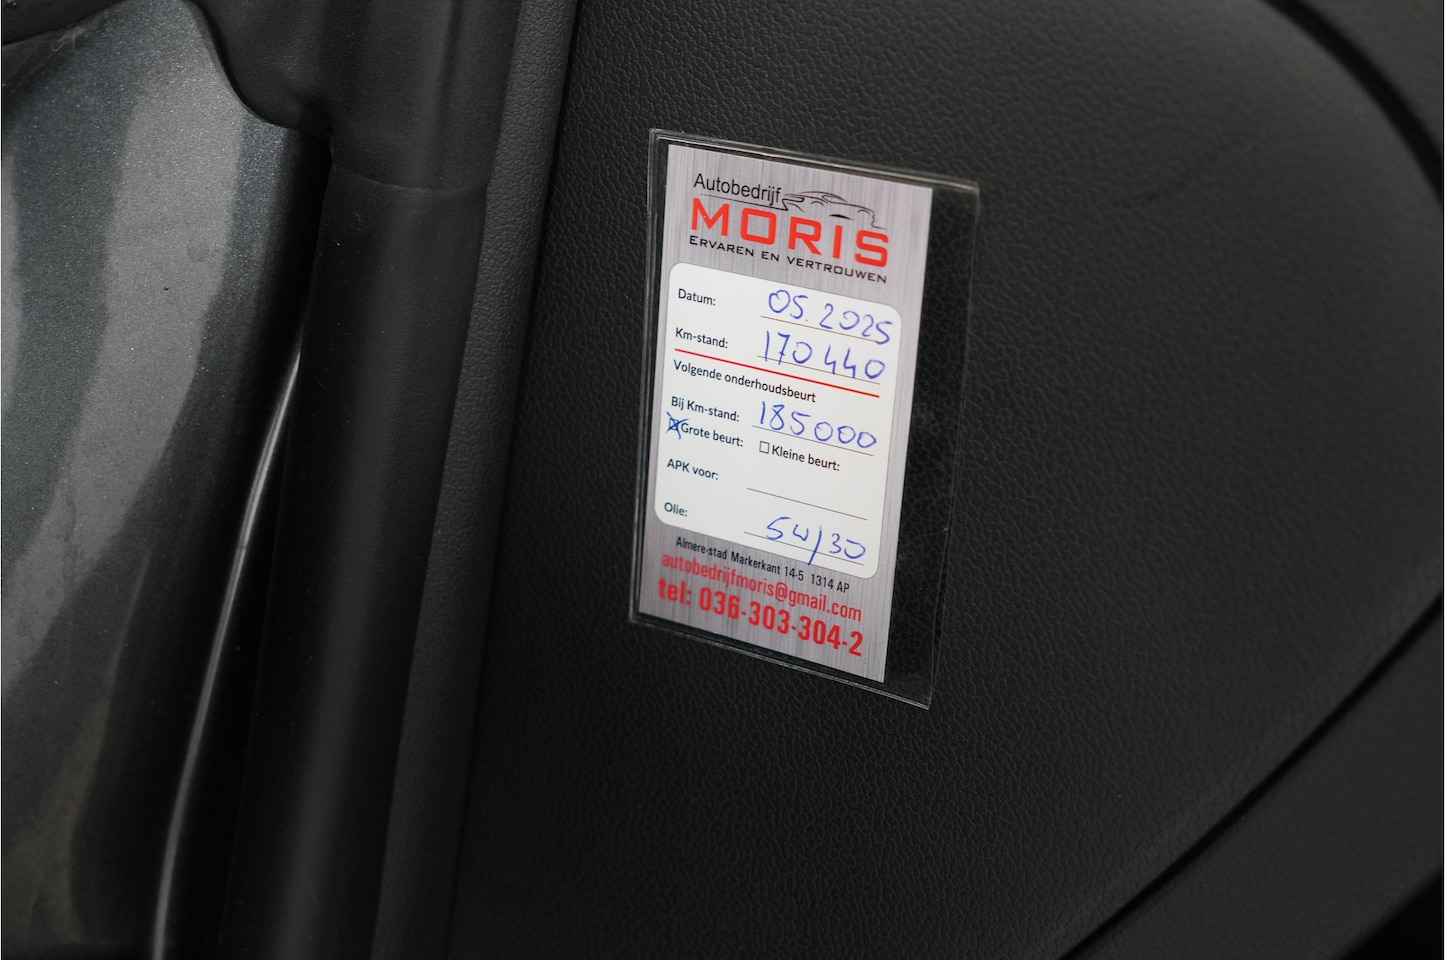 Autobedrijf
MORIS
ERVAREN EN VERTROUWEN
Datum: 05.2025
Km-stand: 170440
Volgende onderhoudsbeurt
Bij Km-stand: 185000
Grote beurt: Kleine beurt:
APK voor:
Olie: 5W/30
Almere-stad Markerkant 14-5 1314 AP
autobedrijfmoris@gmail.com
tel: 036-303-304-2